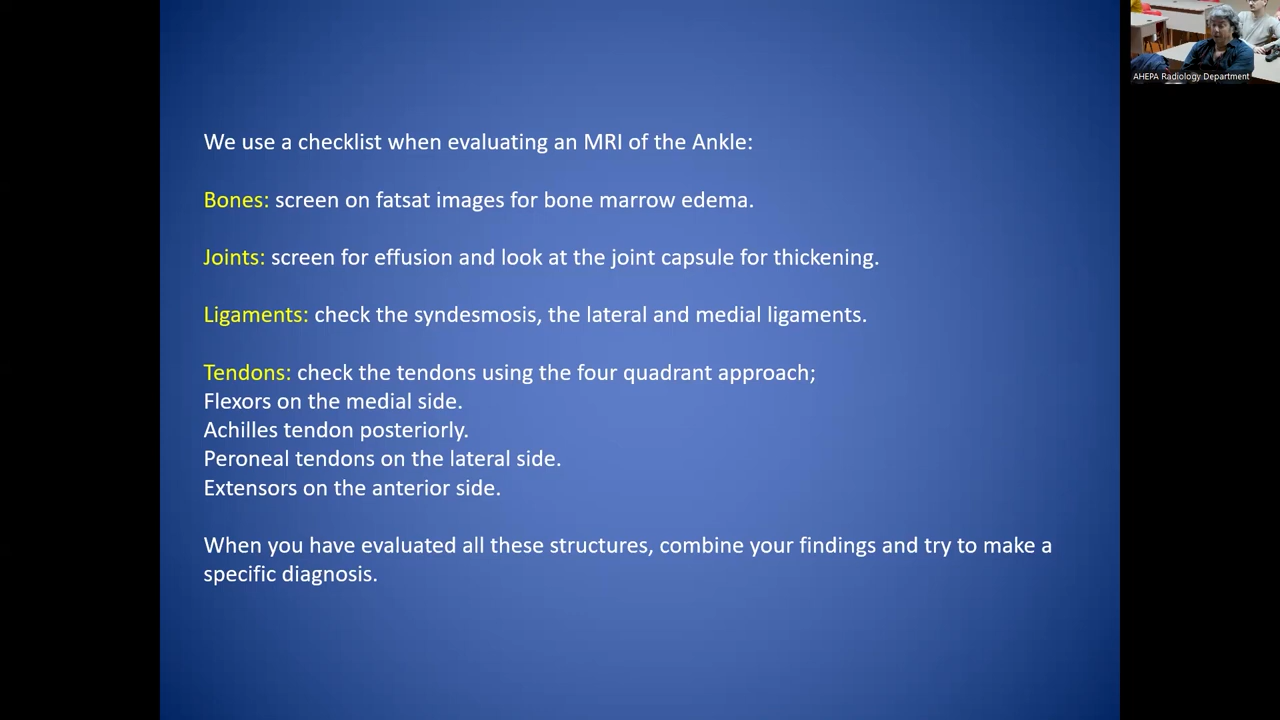 We use a checklist when evaluating an MRI of the Ankle:
Bones: screen on fatsat images for bone marrow edema.
Joints: screen for effusion and look at the joint capsule for thickening.
Ligaments: check the syndesmosis, the lateral and medial ligaments.
Tendons: check the tendons using the four quadrant approach;
Flexors on the medial side.
Achilles tendon posteriorly.
Peroneal tendons on the lateral side.
Extensors on the anterior side.
When you have evaluated all these structures, combine your findings and try to make a
specific diagnosis.
AHEPA Radiology Department